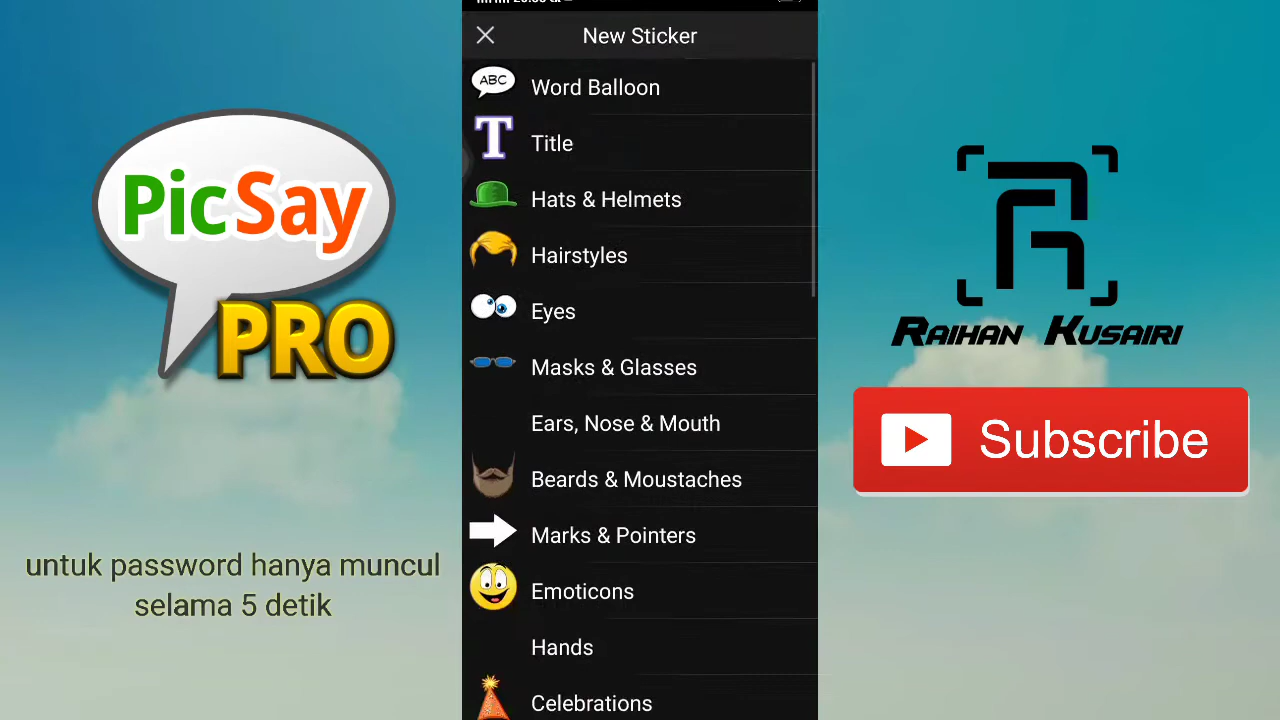 PicSay
PRO
untuk password hanya muncul
selama 5 detik
New Sticker
ABC
Word Balloon
T
Title
Hats & Helmets
Hairstyles
Eyes
Masks & Glasses
Ears, Nose & Mouth
Beards & Moustaches
Marks & Pointers
Emoticons
Hands
Celebrations
RAIHAN KUSAIRI
Subscribe